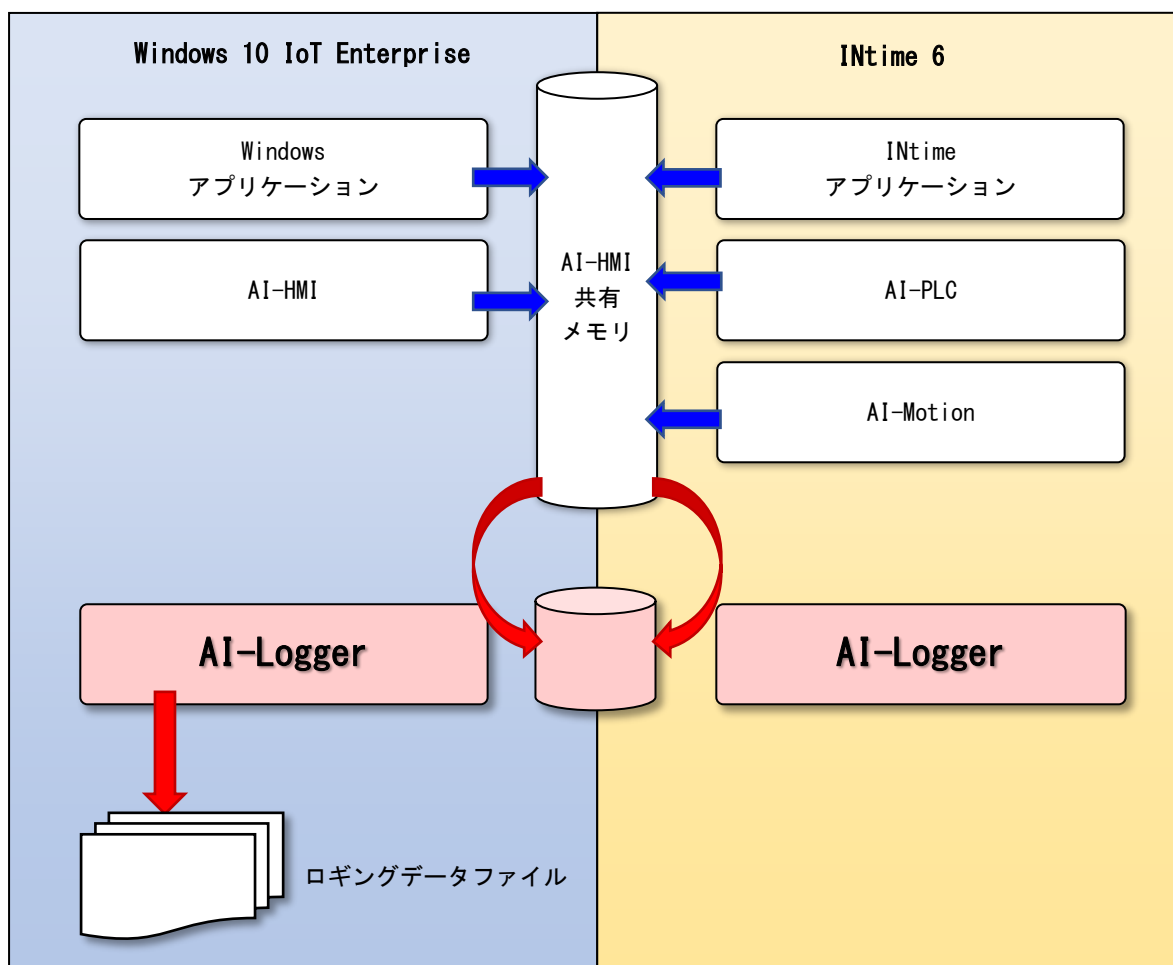 Windows 10 IoT Enterprise
INtime 6
Windows
アプリケーション
INtime
アプリケーション
AI-HMI
AI-HMI
共有
メモリ
AI-PLC
AI-Motion
AI-Logger
AI-Logger
ロギングデータファイル